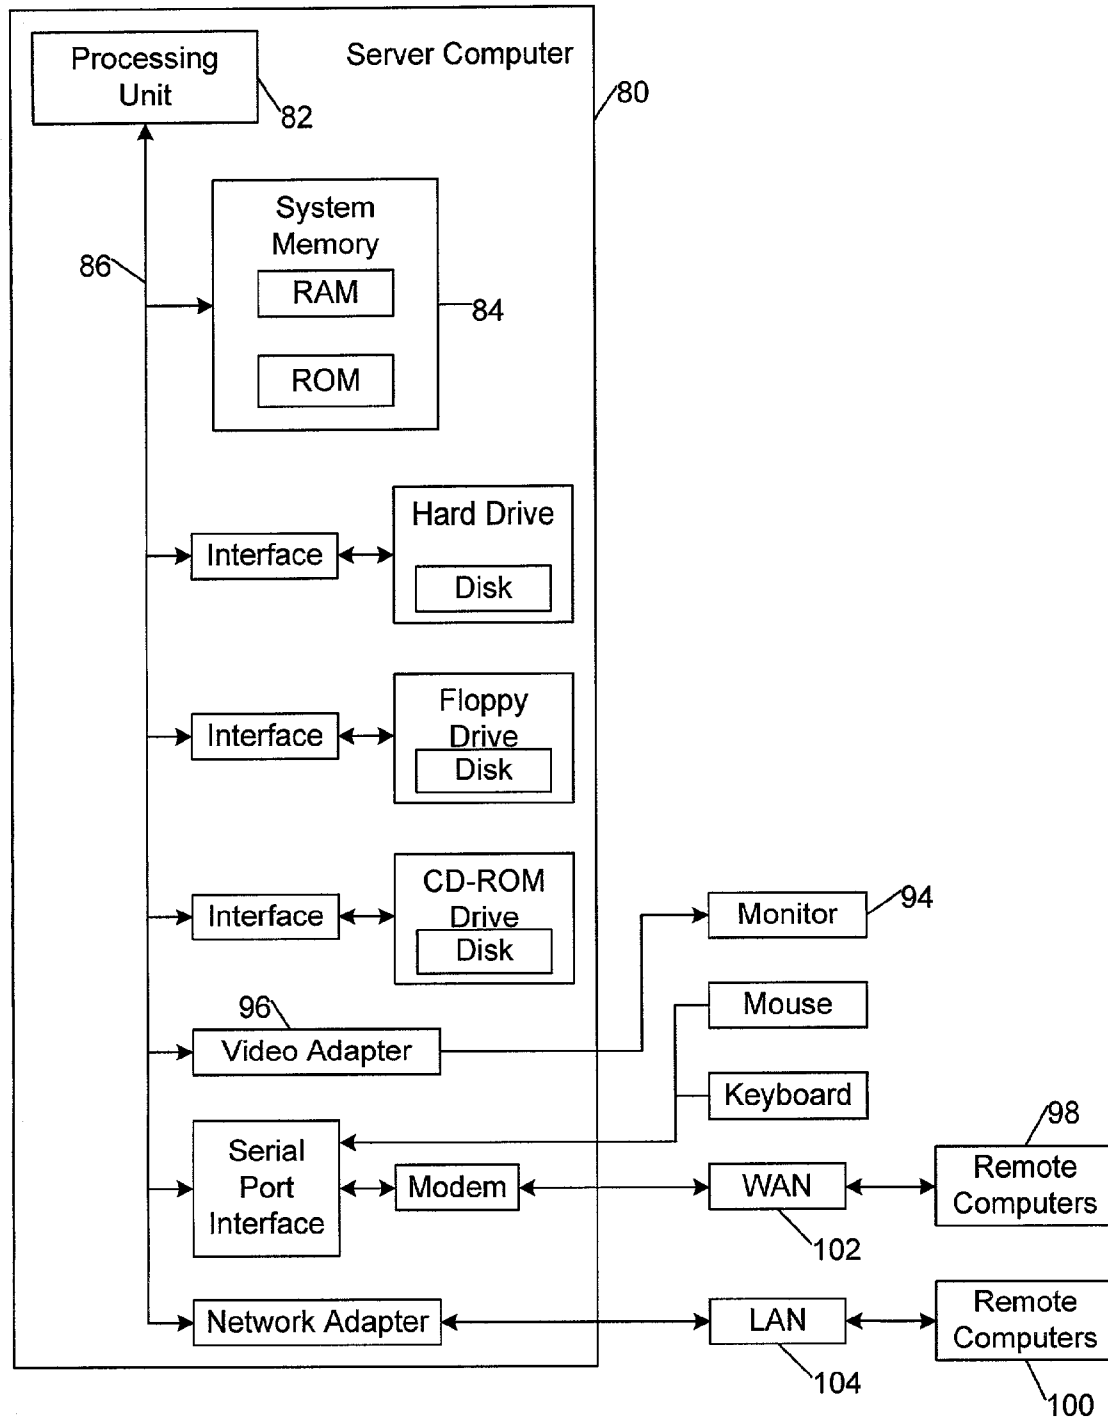 Processing
Unit
82
Server Computer
80
System
Memory
RAM
ROM
84
86
Hard Drive
Disk
Interface
Floppy
Drive
Disk
Interface
CD-ROM
Drive
Disk
Interface
Monitor
94
Mouse
96
Video Adapter
Keyboard
Serial
Port
Interface
Modem
WAN
102
98
Remote
Computers
Network Adapter
LAN
104
Remote
Computers
100